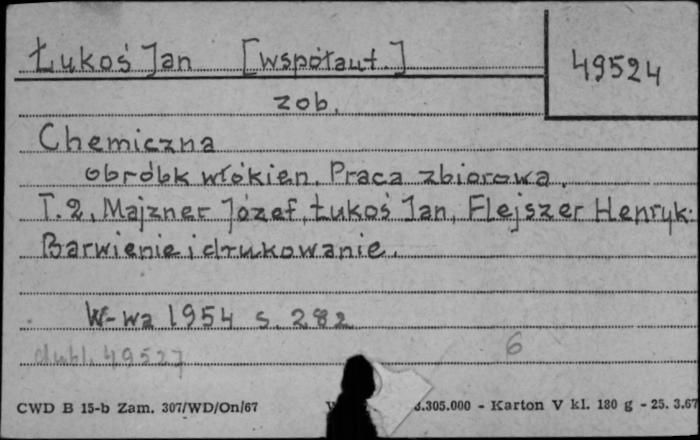 Łukoś Jan [współaut.]
49524
zob.
Chemiczna
obróbk włókien. Praca zbiorowa.
T.2. Majzner Józef, Łukoś Jan, Flejszer Henryk:
Barwienie i drukowanie.
W-wa 1954 s. 282
dubl. 49527
6
CWD B 15-b Zam. 307/WD/On/67
.305.000 - Karton V kl. 180 g - 25. 3.67